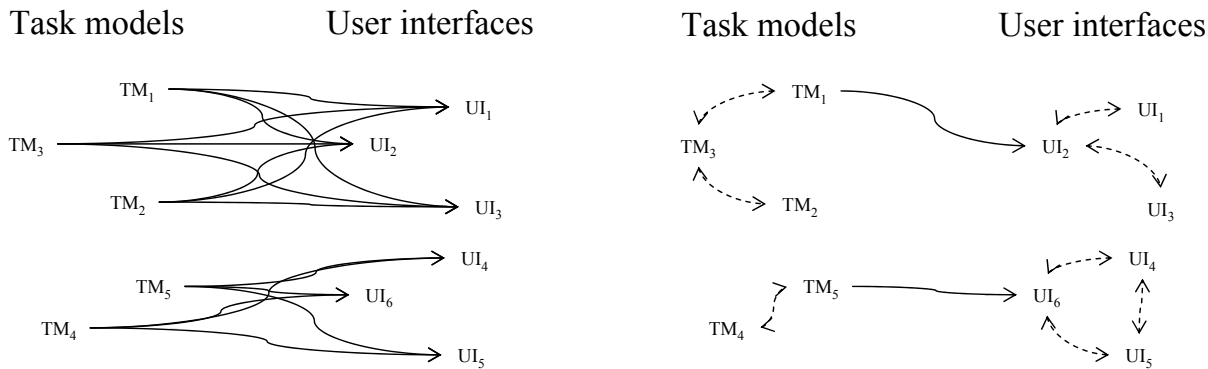 Task models User interfaces Task models User interfaces
TM₁ UI₁ TM₁ UI₁
TM₃ UI₂ TM₃ UI₂
TM₂ UI₃ TM₂ UI₃
TM₅ UI₄ TM₅ UI₄
UI₆ UI₆
TM₄ UI₅ TM₄ UI₅